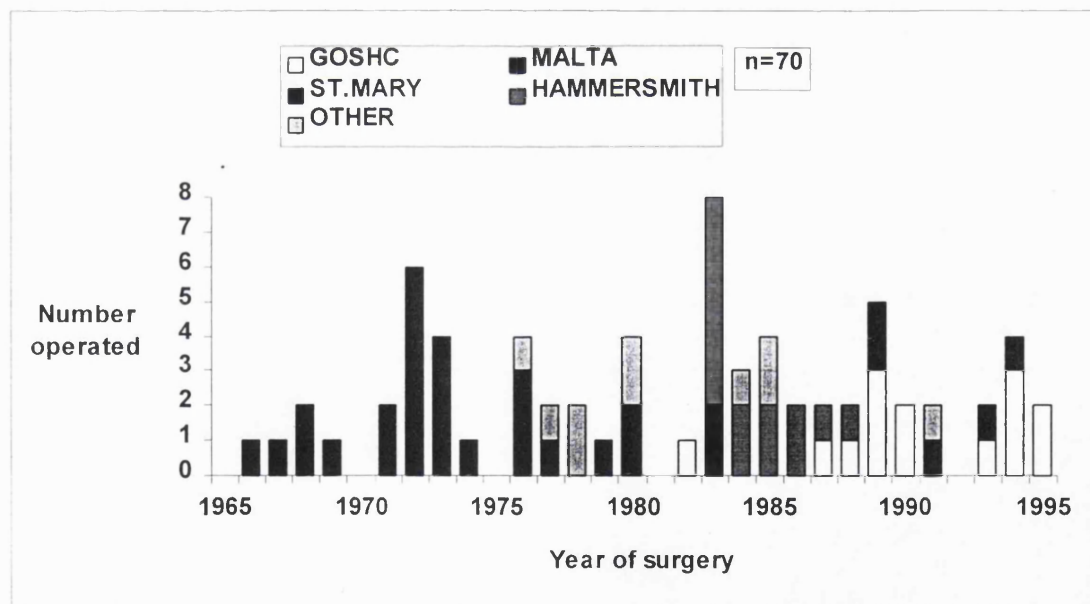 GOSHC MALTA
ST.MARY HAMMERSMITH
OTHER
n=70
8
7
6
5
4
3
2
1
0
Number
operated
1965 1970 1975 1980 1985 1990 1995
Year of surgery